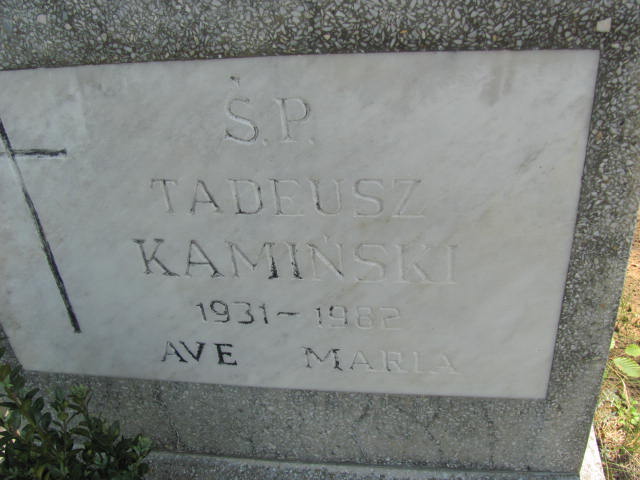 Ś.P.
TADEUSZ
KAMIŃSKI
1931-1982
AVE MARIA